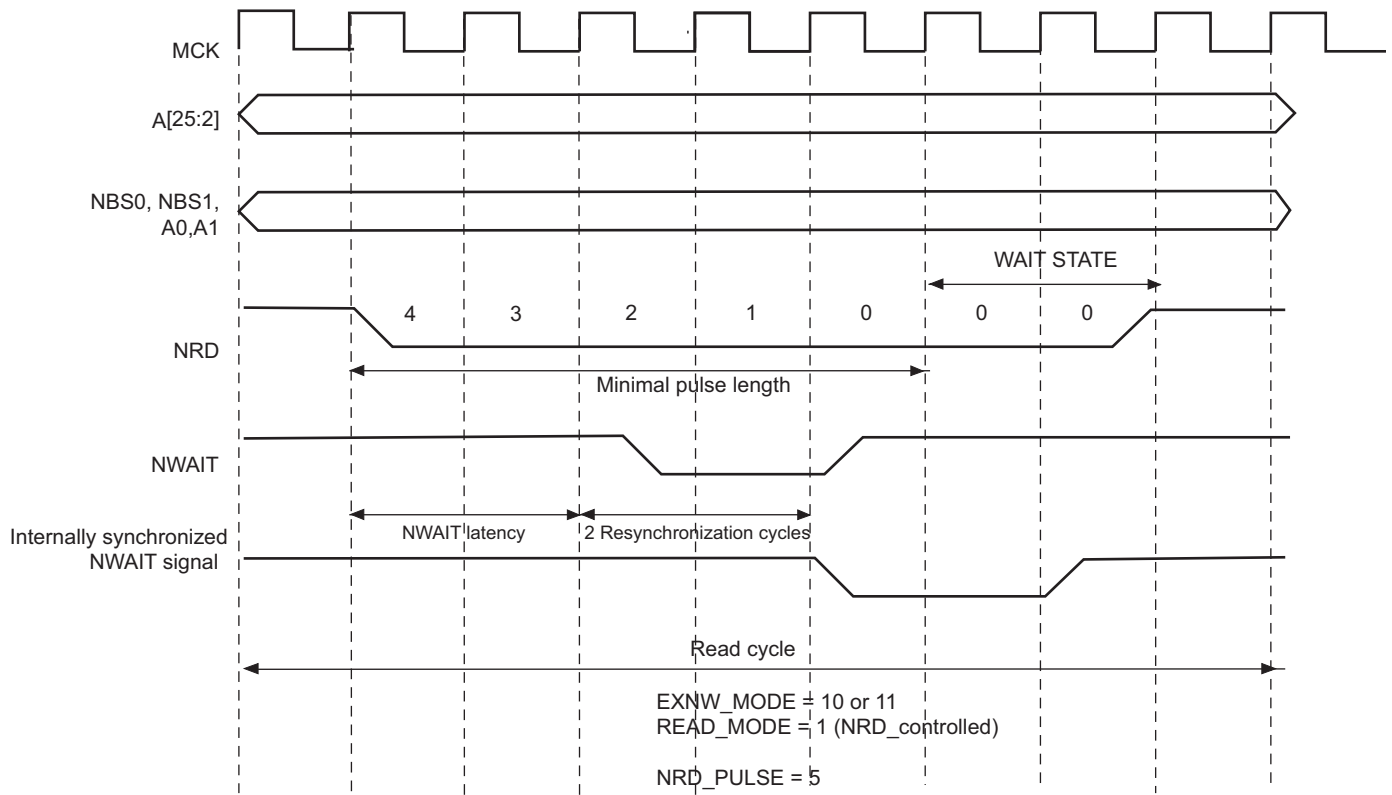 MCK
A[25:2]
NBS0, NBS1,
A0,A1
WAIT STATE
4 3 2 1 0 0 0
NRD
Minimal pulse length
NWAIT
NWAIT latency 2 Resynchronization cycles
Internally synchronized
NWAIT signal
Read cycle
EXNW_MODE = 10 or 11
READ_MODE = 1 (NRD_controlled)
NRD_PULSE = 5